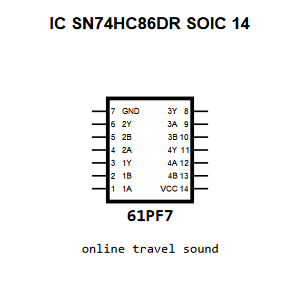 IC SN74HC86DR SOIC 14
7 GND 3Y 8
6 2Y 3A 9
5 2B 3B 10
4 2A 4Y 11
3 1Y 4A 12
2 1B 4B 13
1 1A VCC 14
61PF7
online travel sound